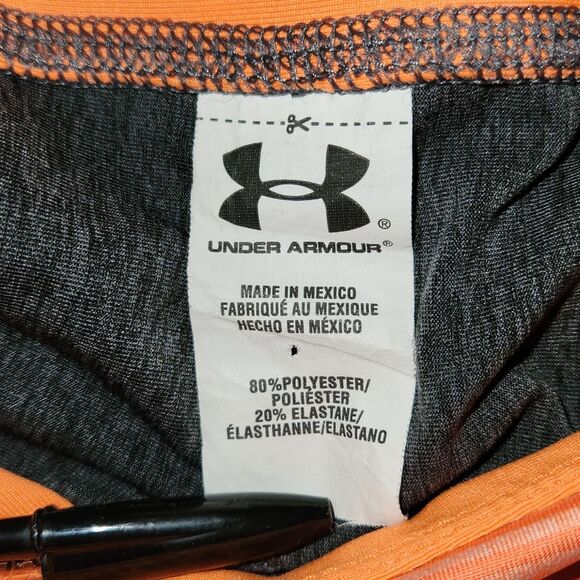 UNDER ARMOUR®
MADE IN MEXICO
FABRIQUÉ AU MEXIQUE
HECHO EN MÉXICO
80%POLYESTER/
POLIÉSTER
20% ELASTANE/
ÉLASTHANNE/ELASTANO